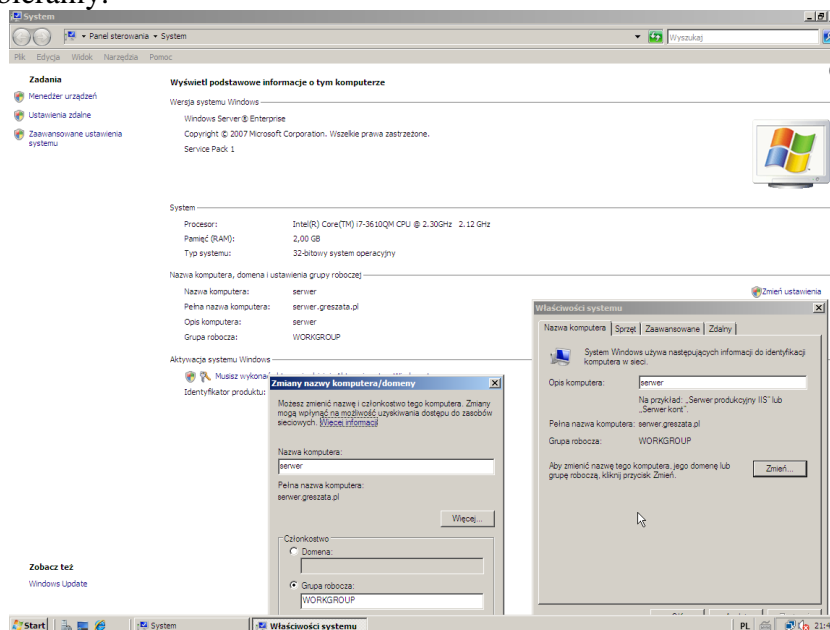 System
Panel sterowania ▸ System
Wyszukaj
Plik Edycja Widok Narzędzia Pomoc
Zadania
Menedżer urządzeń
Ustawienia zdalne
Zaawansowane ustawienia
systemu
Wyświetl podstawowe informacje o tym komputerze
Wersja systemu Windows
Windows Server® Enterprise
Copyright © 2007 Microsoft Corporation. Wszelkie prawa zastrzeżone.
Service Pack 1
System
Procesor: Intel(R) Core(TM) i7-3610QM CPU @ 2.30GHz 2.12 GHz
Pamięć (RAM): 2,00 GB
Typ systemu: 32-bitowy system operacyjny
Nazwa komputera, domena i ustawienia grupy roboczej
Nazwa komputera: serwer
Zmień ustawienia
Pełna nazwa komputera: serwer.greszata.pl
Opis komputera: serwer
Grupa robocza: WORKGROUP
Aktywacja systemu Windows
Musisz
Identyfikator produktu:
Zobacz też
Windows Update
Zmiany nazwy komputera/domeny
Możesz zmienić nazwę i członkostwo tego komputera. Zmiany
mogą wpłynąć na możliwość uzyskiwania dostępu do zasobów
sieciowych. Więcej informacji
Nazwa komputera:
serwer
Pełna nazwa komputera:
serwer.greszata.pl
Więcej...
Członkostwo
Domena:
Grupa robocza:
WORKGROUP
Właściwości systemu
Nazwa komputera Sprzęt Zaawansowane Zdalny
System Windows używa następujących informacji do identyfikacji
komputera w sieci.
Opis komputera: serwer
Na przykład: „Serwer produkcyjny IIS" lub
„Serwer kont".
Pełna nazwa komputera: serwer.greszata.pl
Grupa robocza: WORKGROUP
Aby zmienić nazwę tego komputera, jego domenę lub
grupę roboczą, kliknij przycisk Zmień.
Zmień...
Start
System
Właściwości systemu
PL